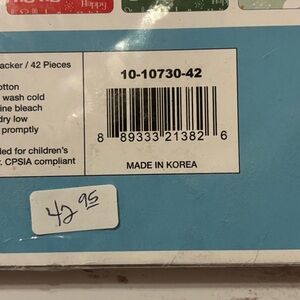 Happy
acker / 42 Pieces
otton
wash cold
ine bleach
dry low
promptly
led for children's
CPSIA compliant
10-10730-42
8 89333 21382 6
MADE IN KOREA
42 95